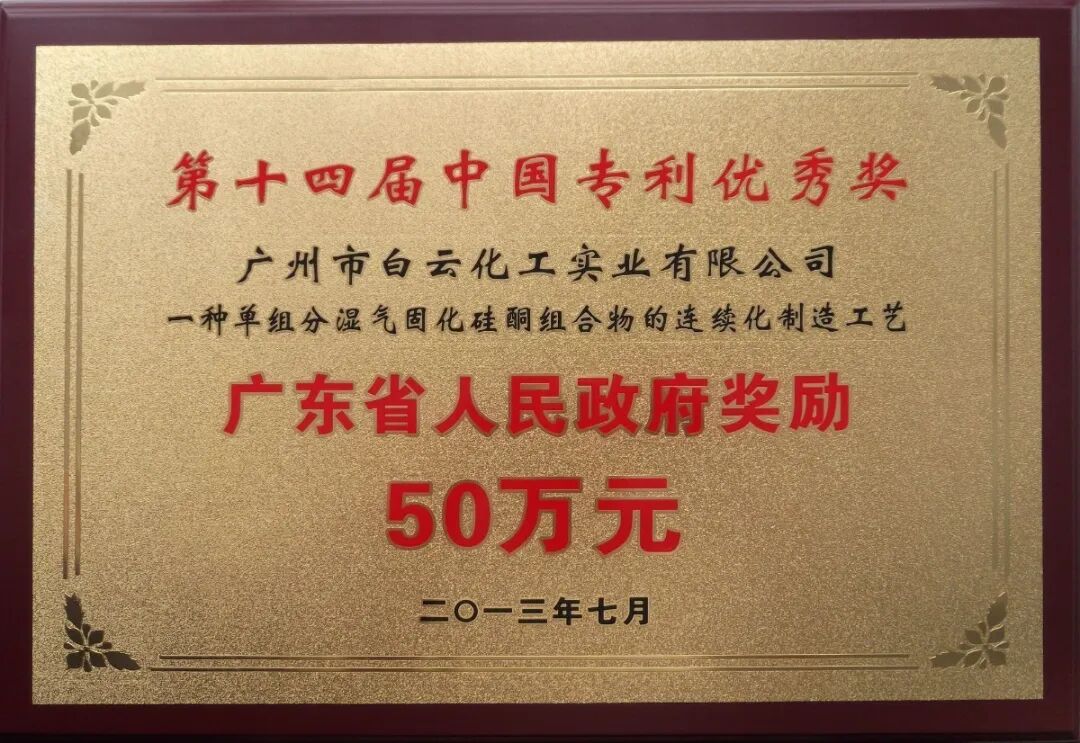 第十四届中国专利优秀奖
广州市白云化工实业有限公司
一种单组分湿气固化硅酮组合物的连续化制造工艺
广东省人民政府奖励
50万元
二〇一三年七月